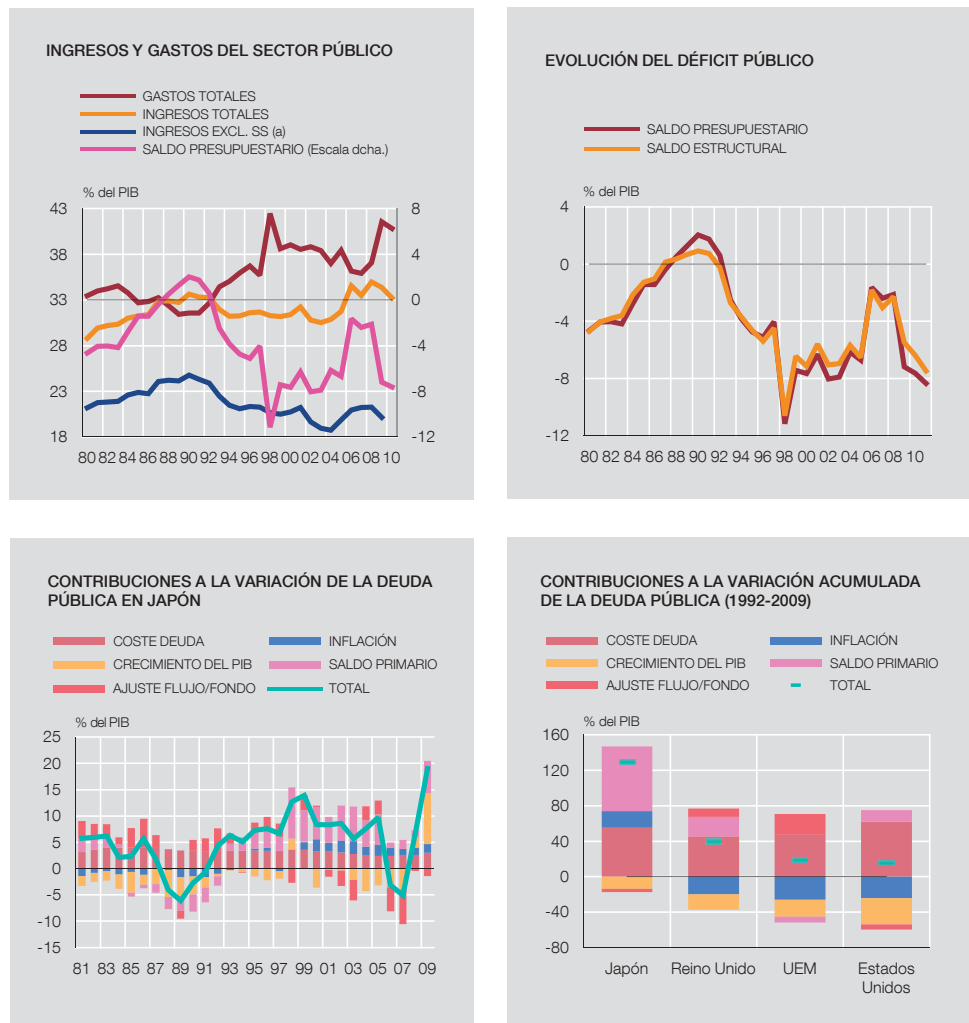 INGRESOS Y GASTOS DEL SECTOR PÚBLICO
GASTOS TOTALES
INGRESOS TOTALES
INGRESOS EXCL. SS (a)
SALDO PRESUPUESTARIO (Escala dcha.)
% del PIB
43
38
33
28
23
18
8
4
0
-4
-8
-12
80 82 84 86 88 90 92 94 96 98 00 02 04 06 08 10
EVOLUCIÓN DEL DÉFICIT PÚBLICO
SALDO PRESUPUESTARIO
SALDO ESTRUCTURAL
% del PIB
4
0
-4
-8
-12
80 82 84 86 88 90 92 94 96 98 00 02 04 06 08 10
CONTRIBUCIONES A LA VARIACIÓN DE LA DEUDA
PÚBLICA EN JAPÓN
COSTE DEUDA
INFLACIÓN
CRECIMIENTO DEL PIB
SALDO PRIMARIO
AJUSTE FLUJO/FONDO
TOTAL
% del PIB
25
20
15
10
5
0
-5
-10
-15
81 83 85 87 89 91 93 95 97 99 01 03 05 07 09
CONTRIBUCIONES A LA VARIACIÓN ACUMULADA
DE LA DEUDA PÚBLICA (1992-2009)
COSTE DEUDA
INFLACIÓN
CRECIMIENTO DEL PIB
SALDO PRIMARIO
AJUSTE FLUJO/FONDO
TOTAL
% del PIB
160
120
80
40
0
-40
-80
Japón Reino Unido UEM Estados
Unidos